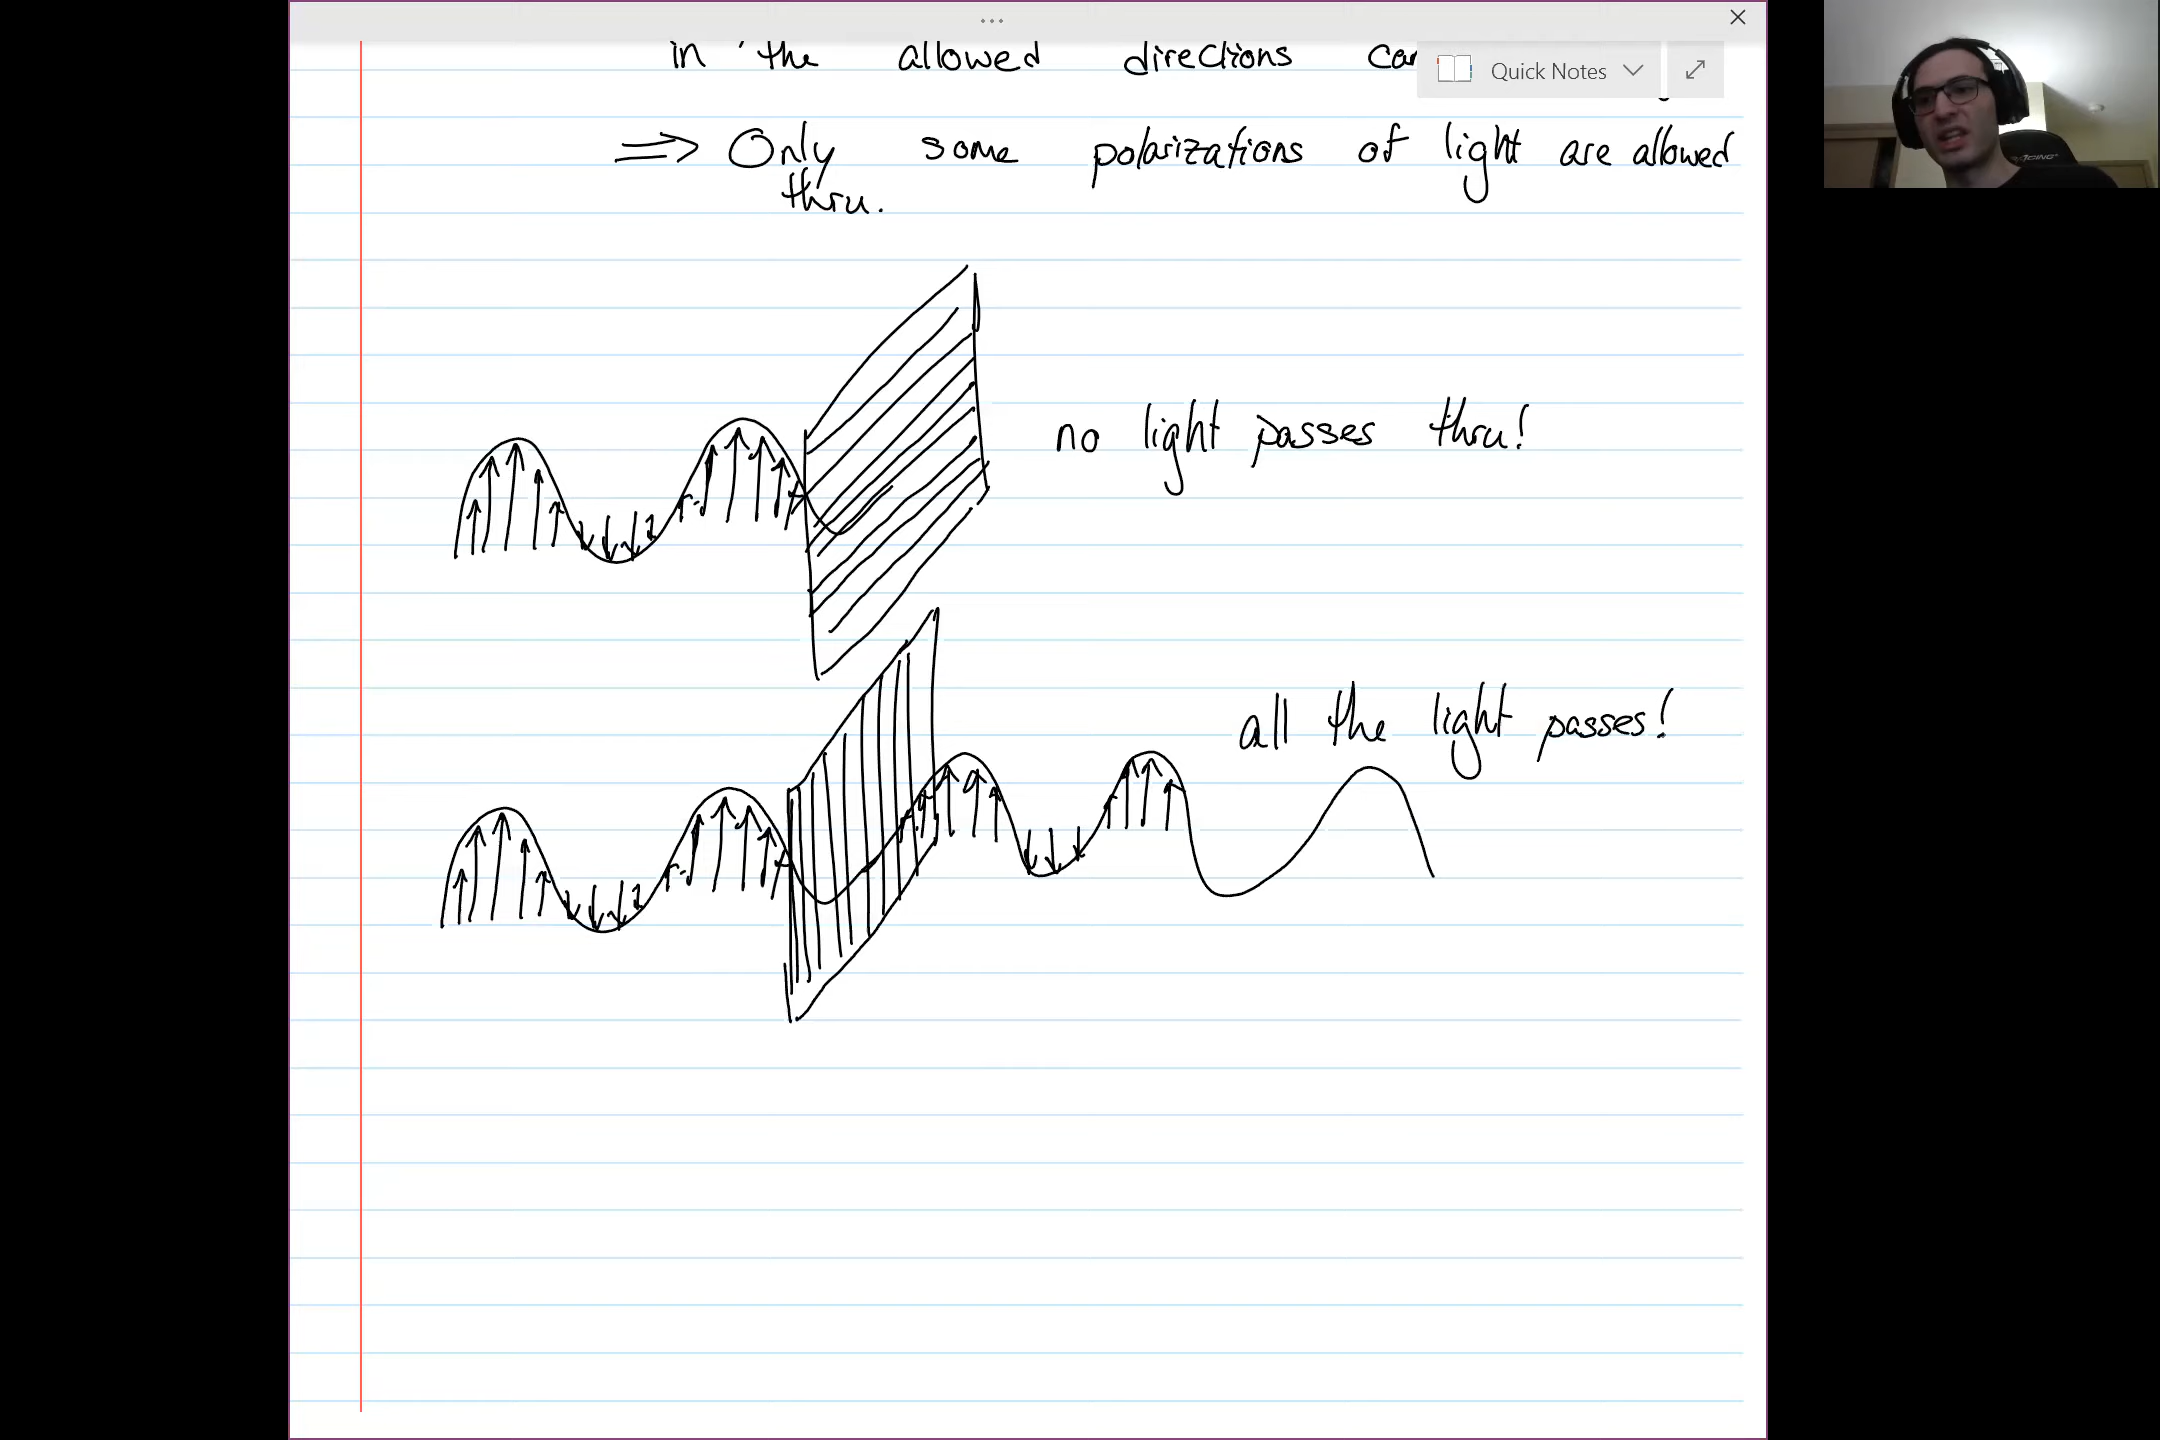 in the allowed directions
Quick Notes
⇒ Only some polarizations of light are allowed
thru.
no light passes thru!
all the light passes!